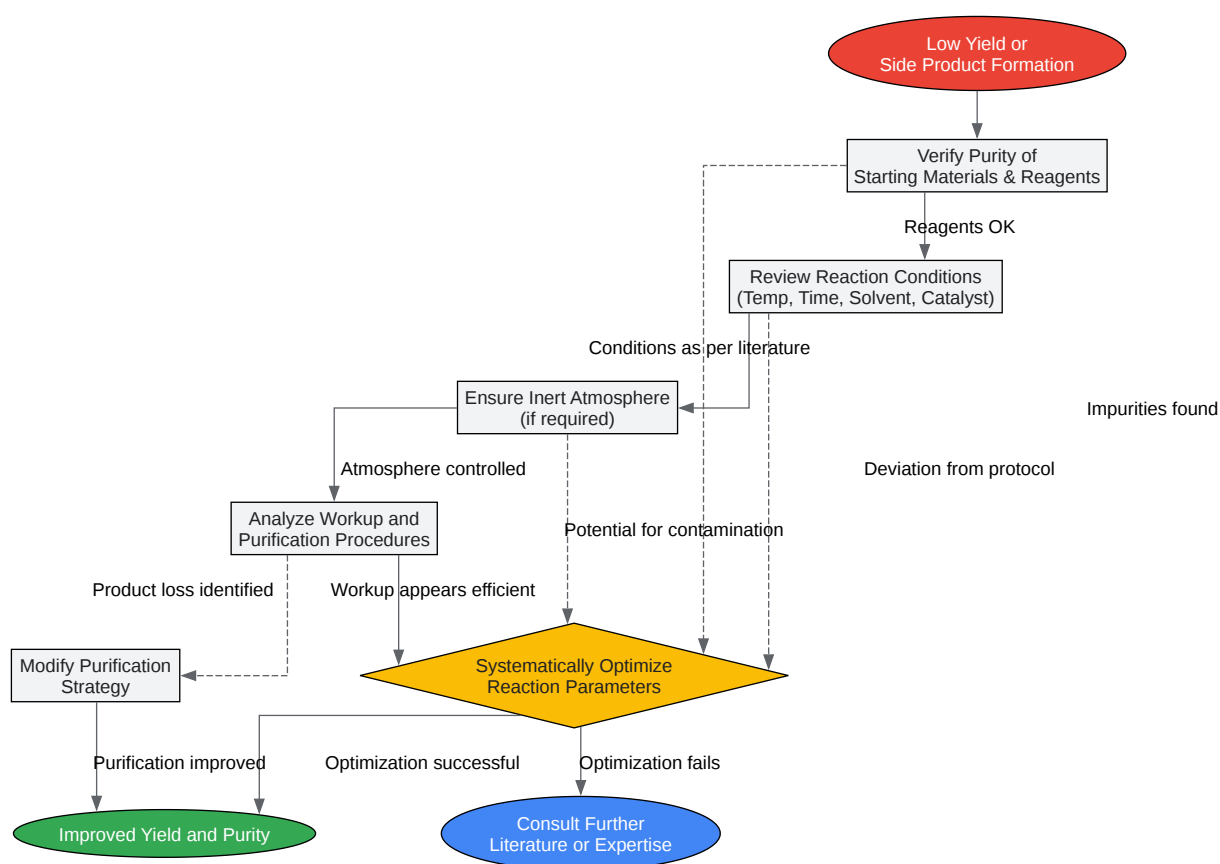 Low Yield or
Side Product Formation
Verify Purity of
Starting Materials & Reagents
Reagents OK
Review Reaction Conditions
(Temp, Time, Solvent, Catalyst)
Conditions as per literature
Ensure Inert Atmosphere
(if required)
Impurities found
Atmosphere controlled
Deviation from protocol
Analyze Workup and
Purification Procedures
Potential for contamination
Product loss identified
Workup appears efficient
Modify Purification
Strategy
Systematically Optimize
Reaction Parameters
Purification improved
Optimization successful
Optimization fails
Improved Yield and Purity
Consult Further
Literature or Expertise